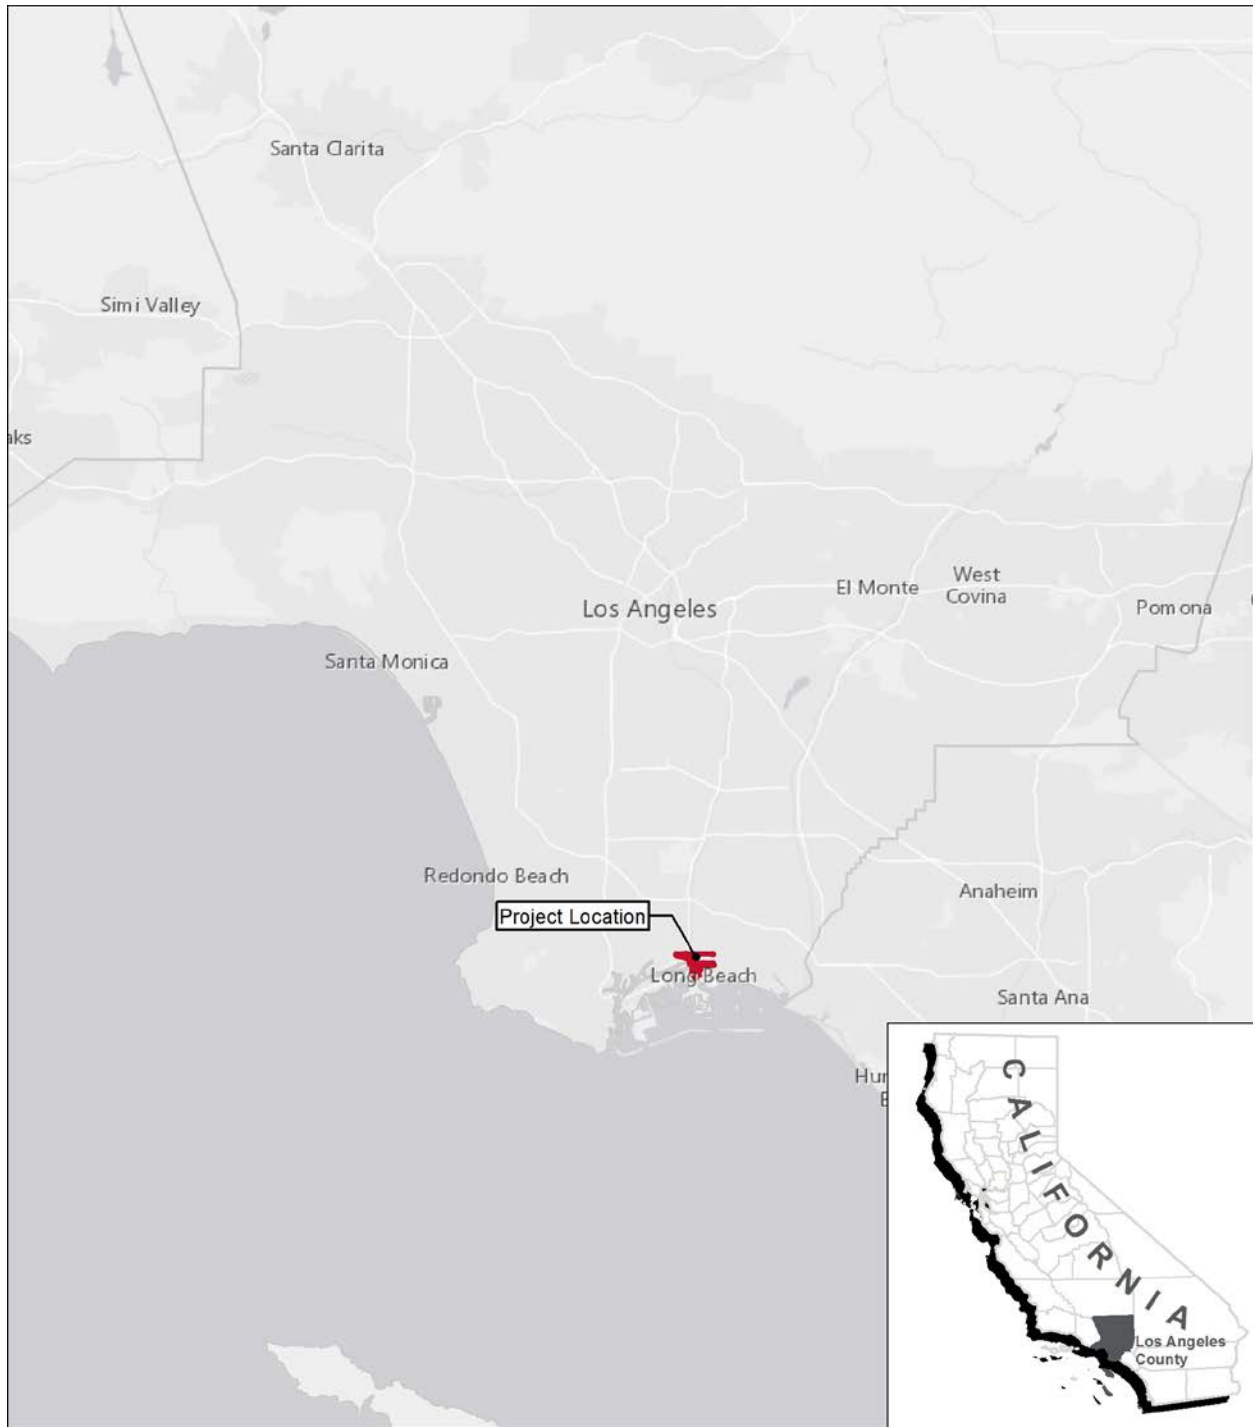 Santa Clarita
Simi Valley
aks
El Monte
West
Covina
Los Angeles
Pomona
Santa Monica
Redondo Beach
Anaheim
Project Location
Long Beach
Santa Ana
CALIFORNIA
Los Angeles
County